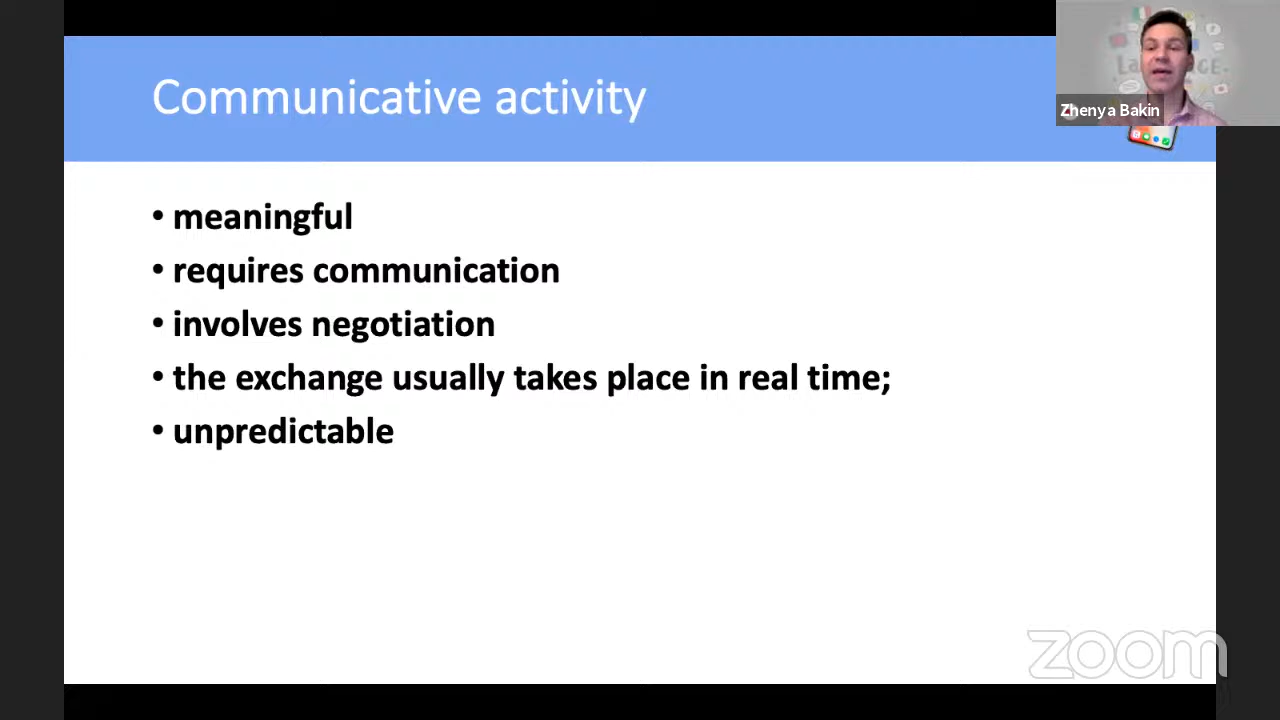 Communicative activity
Zhenya Bakin
• meaningful
• requires communication
• involves negotiation
• the exchange usually takes place in real time;
• unpredictable
zoom